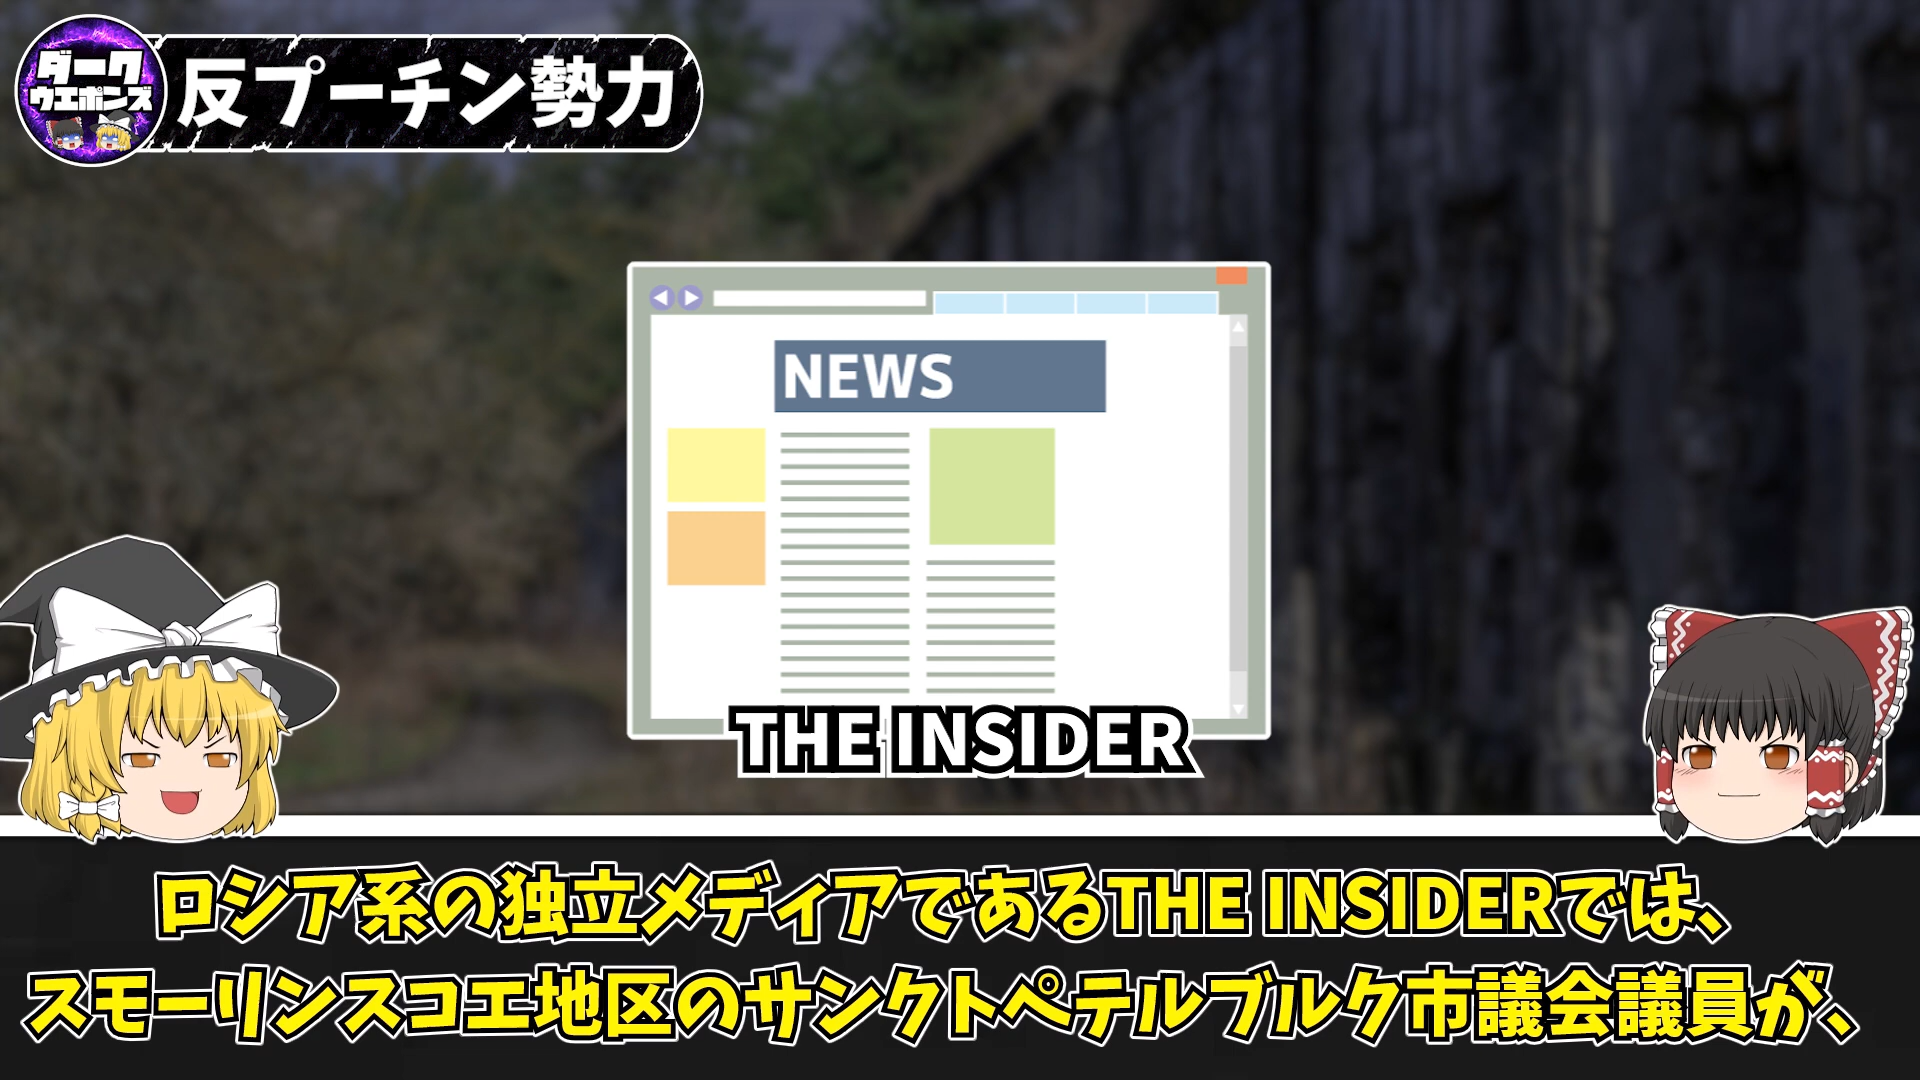 ダーク
ウエポンズ
反プーチン勢力
NEWS
THE INSIDER
ロシア系の独立メディアであるTHE INSIDERでは、
スモーリンスコエ地区のサンクトペテルブルク市議会議員が、